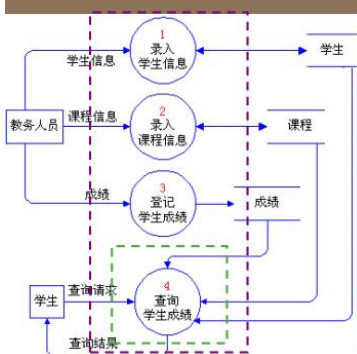 1
录入
学生信息
学生信息
学生
教务人员
课程信息
2
录入
课程信息
课程
成绩
3
登记
学生成绩
成绩
学生
查询请求
4
查询
学生成绩
查询结果